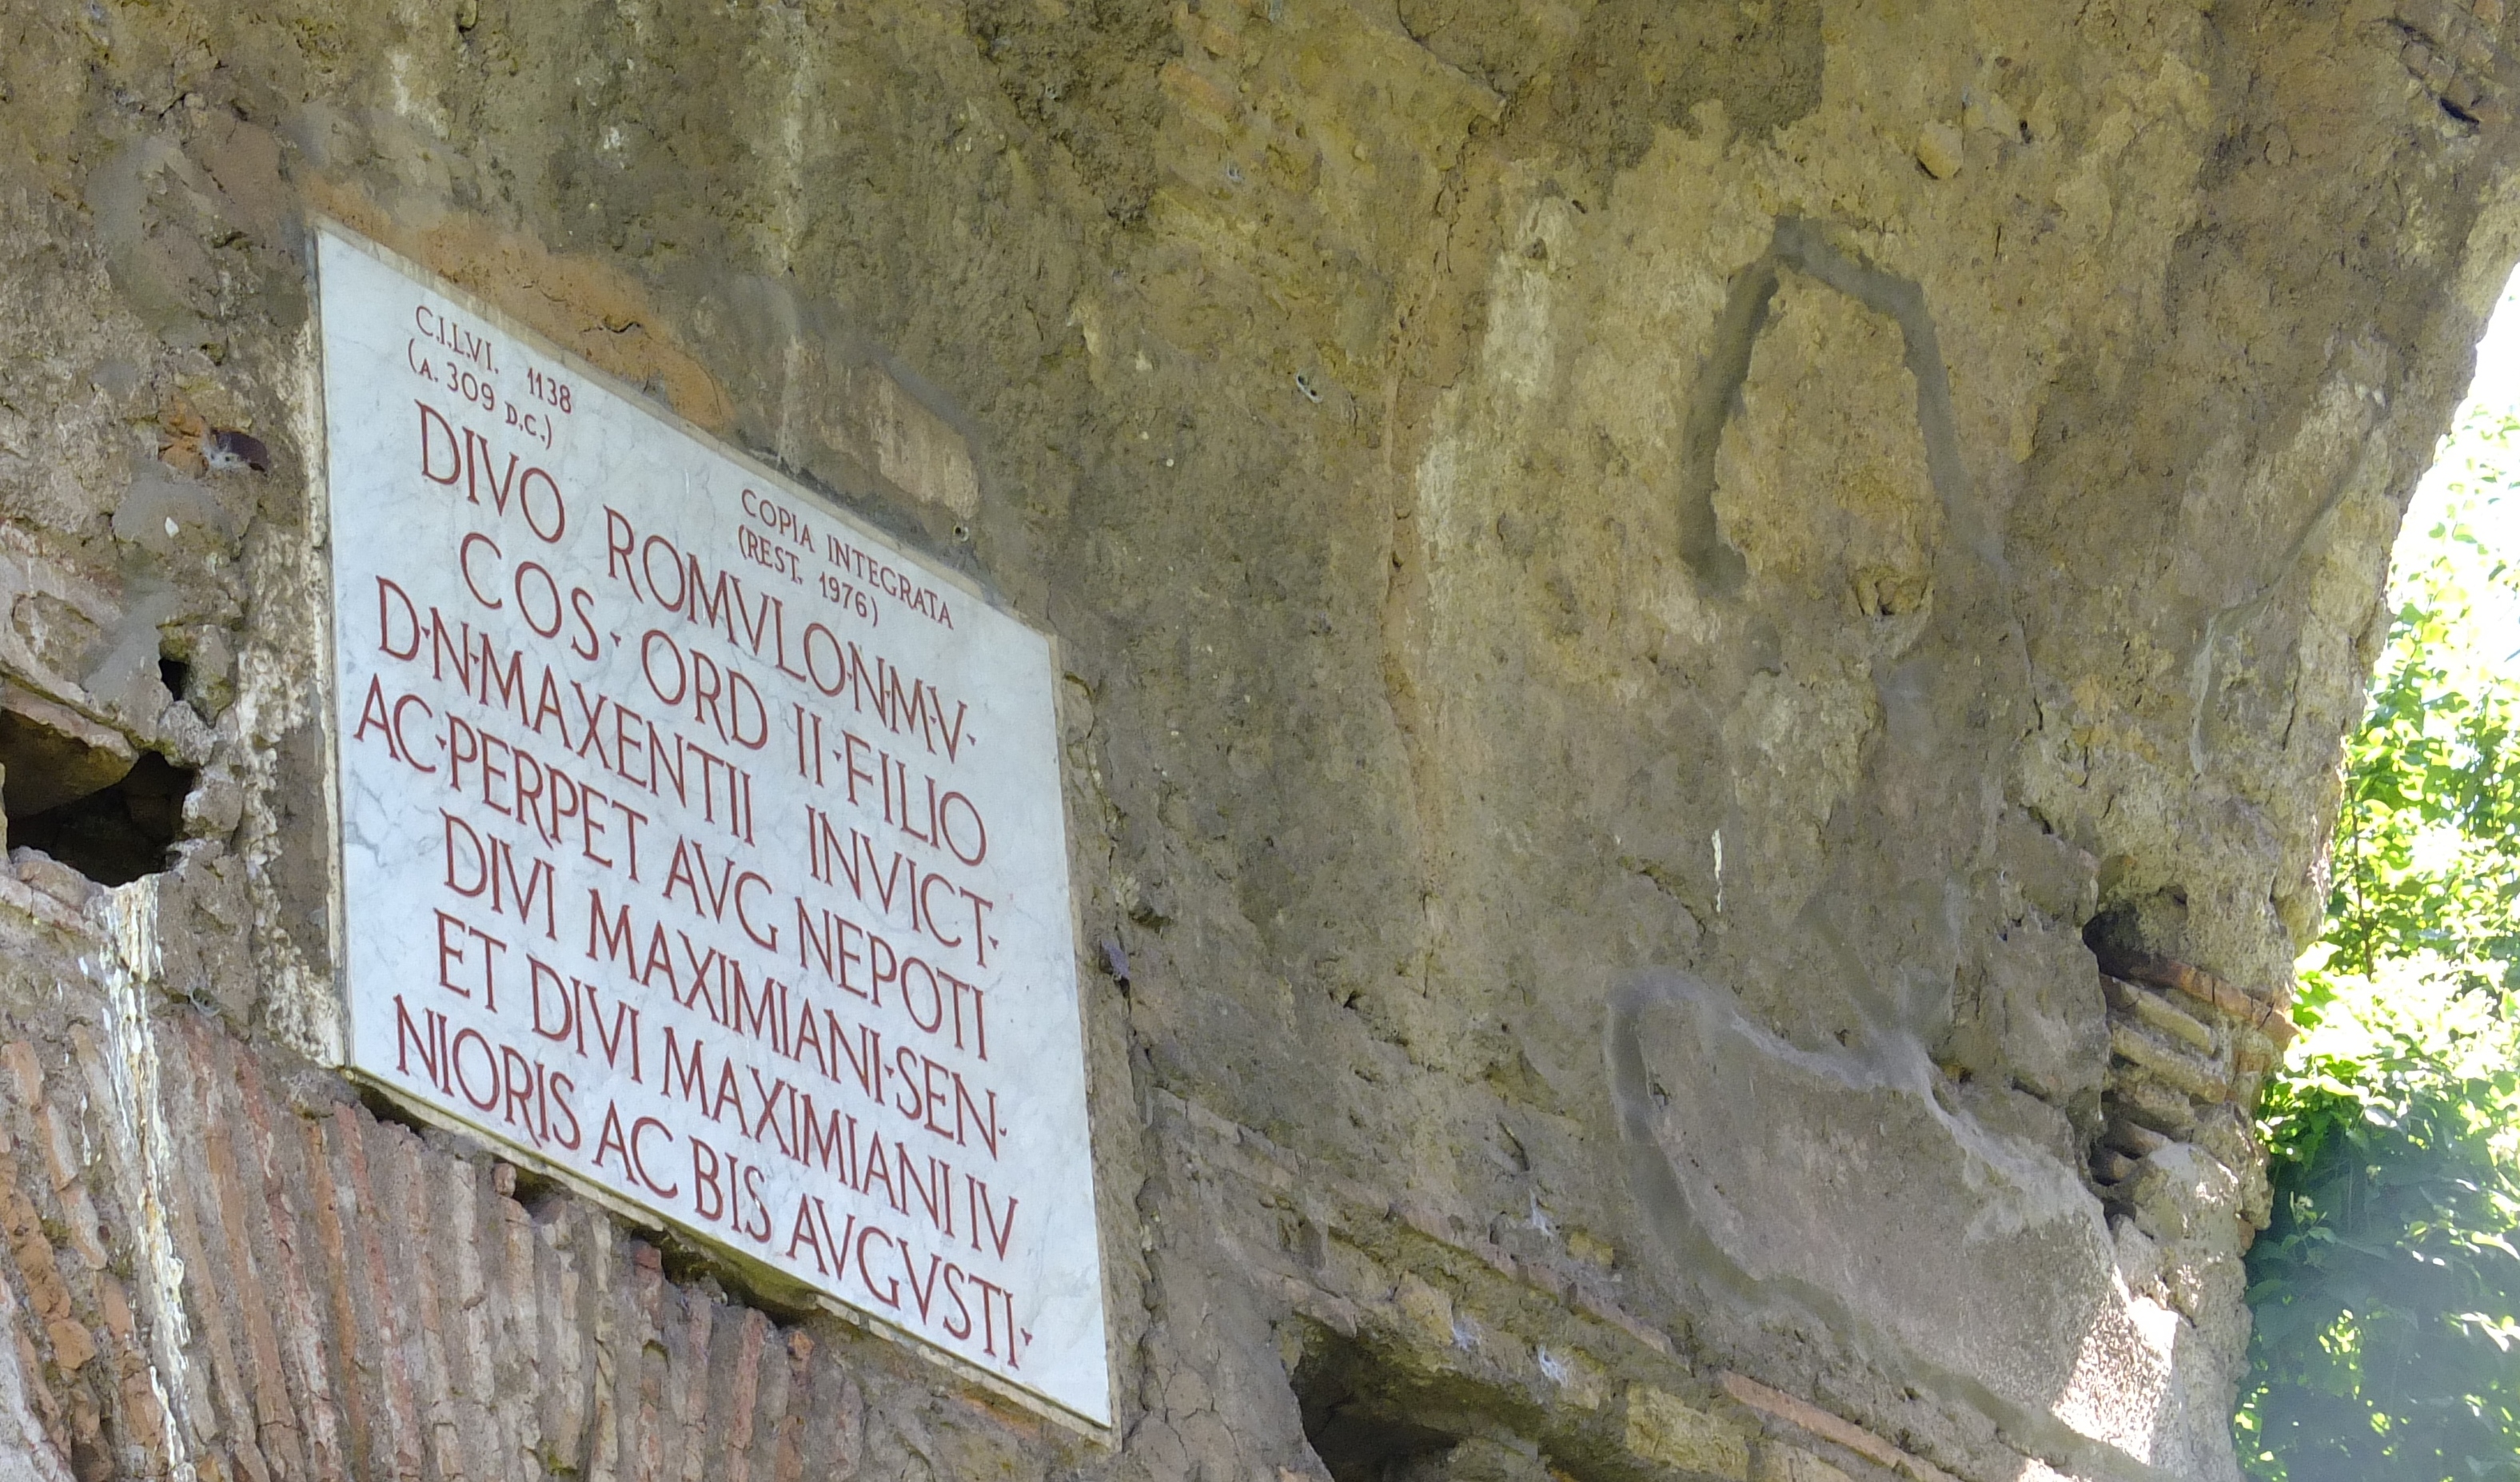 C.I.L.VI. 1138
(A. 309 D.C.)
COPIA INTEGRATA
(REST. 1976)
DIVO ROMVLO·N·M·V·
COS· ORD II·FILIO
D·N·MAXENTII INVICT·
AC·PERPET AVG NEPOTI
DIVI MAXIMIANI·SEN·
ET DIVI MAXIMIANI IV
NIORIS AC BIS AVGVSTI·